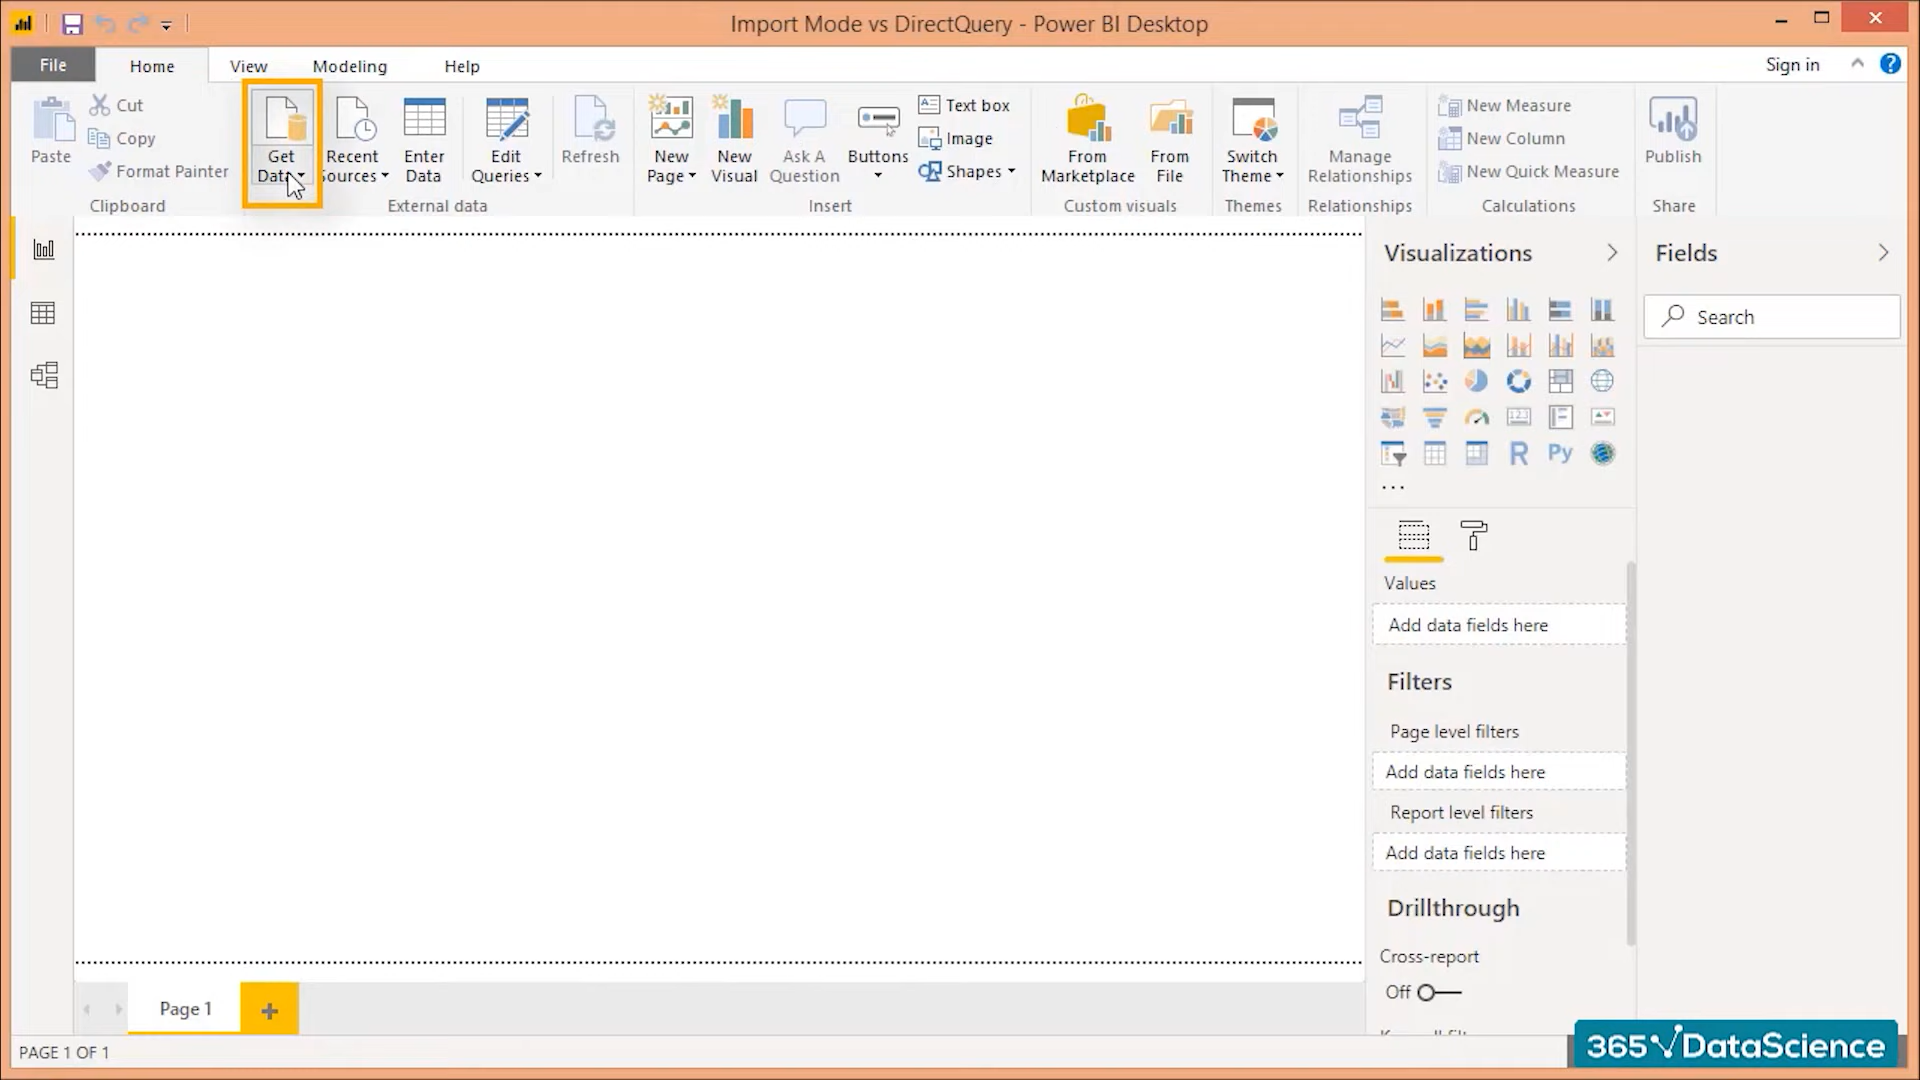 Import Mode vs DirectQuery - Power BI Desktop
File
Home
View
Modeling
Help
Sign in
Paste
Cut
Copy
Format Painter
Clipboard
Get
Data
Recent
Sources
Enter
Data
Edit
Queries
Refresh
External data
New
Page
New
Visual
Ask A
Question
Buttons
Text box
Image
Shapes
Insert
From
Marketplace
From
File
Custom visuals
Switch
Theme
Themes
Manage
Relationships
Relationships
New Measure
New Column
New Quick Measure
Calculations
Publish
Share
Visualizations
Fields
Search
123
R
Py
Values
Add data fields here
Filters
Page level filters
Add data fields here
Report level filters
Add data fields here
Drillthrough
Cross-report
Off
Page 1
PAGE 1 OF 1
365 DataScience